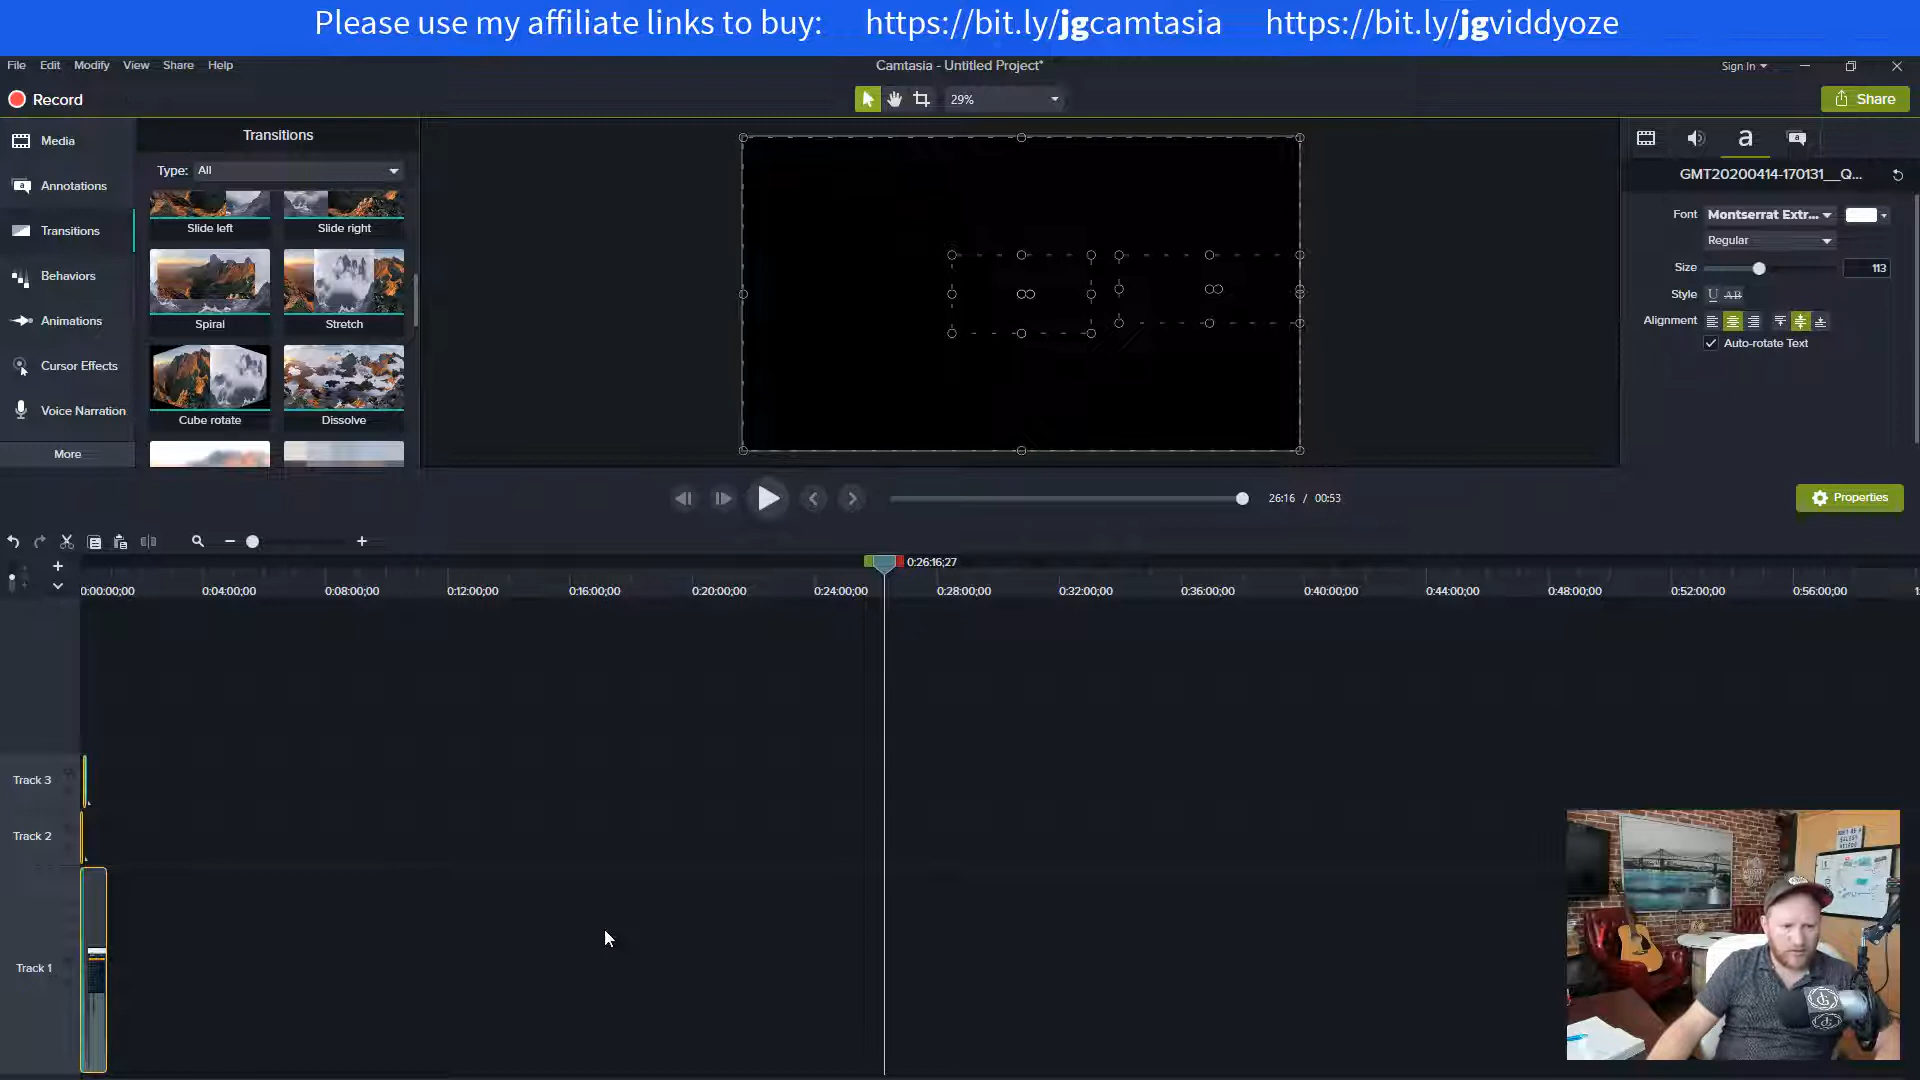 Please use my affiliate links to buy: https://bit.ly/jgcamtasia https://bit.ly/jgviddyoze
File Edit Modify View Share Help
Camtasia - Untitled Project*
Sign In
Record
29%
Share
Media
Annotations
Transitions
Behaviors
Animations
Cursor Effects
Voice Narration
More
Transitions
Type: All
Slide left
Slide right
Spiral
Stretch
Cube rotate
Dissolve
a
GMT20200414-170131__Q...
Font Montserrat Extr...
Regular
Size 113
Style U AB
Alignment
Auto-rotate Text
26:16 / 00:53
Properties
0:26:16;27
0:00:00;00 0:04:00;00 0:08:00;00 0:12:00;00 0:16:00;00 0:20:00;00 0:24:00;00 0:28:00;00 0:32:00;00 0:36:00;00 0:40:00;00 0:44:00;00 0:48:00;00 0:52:00;00 0:56:00;00
Track 3
Track 2
Track 1